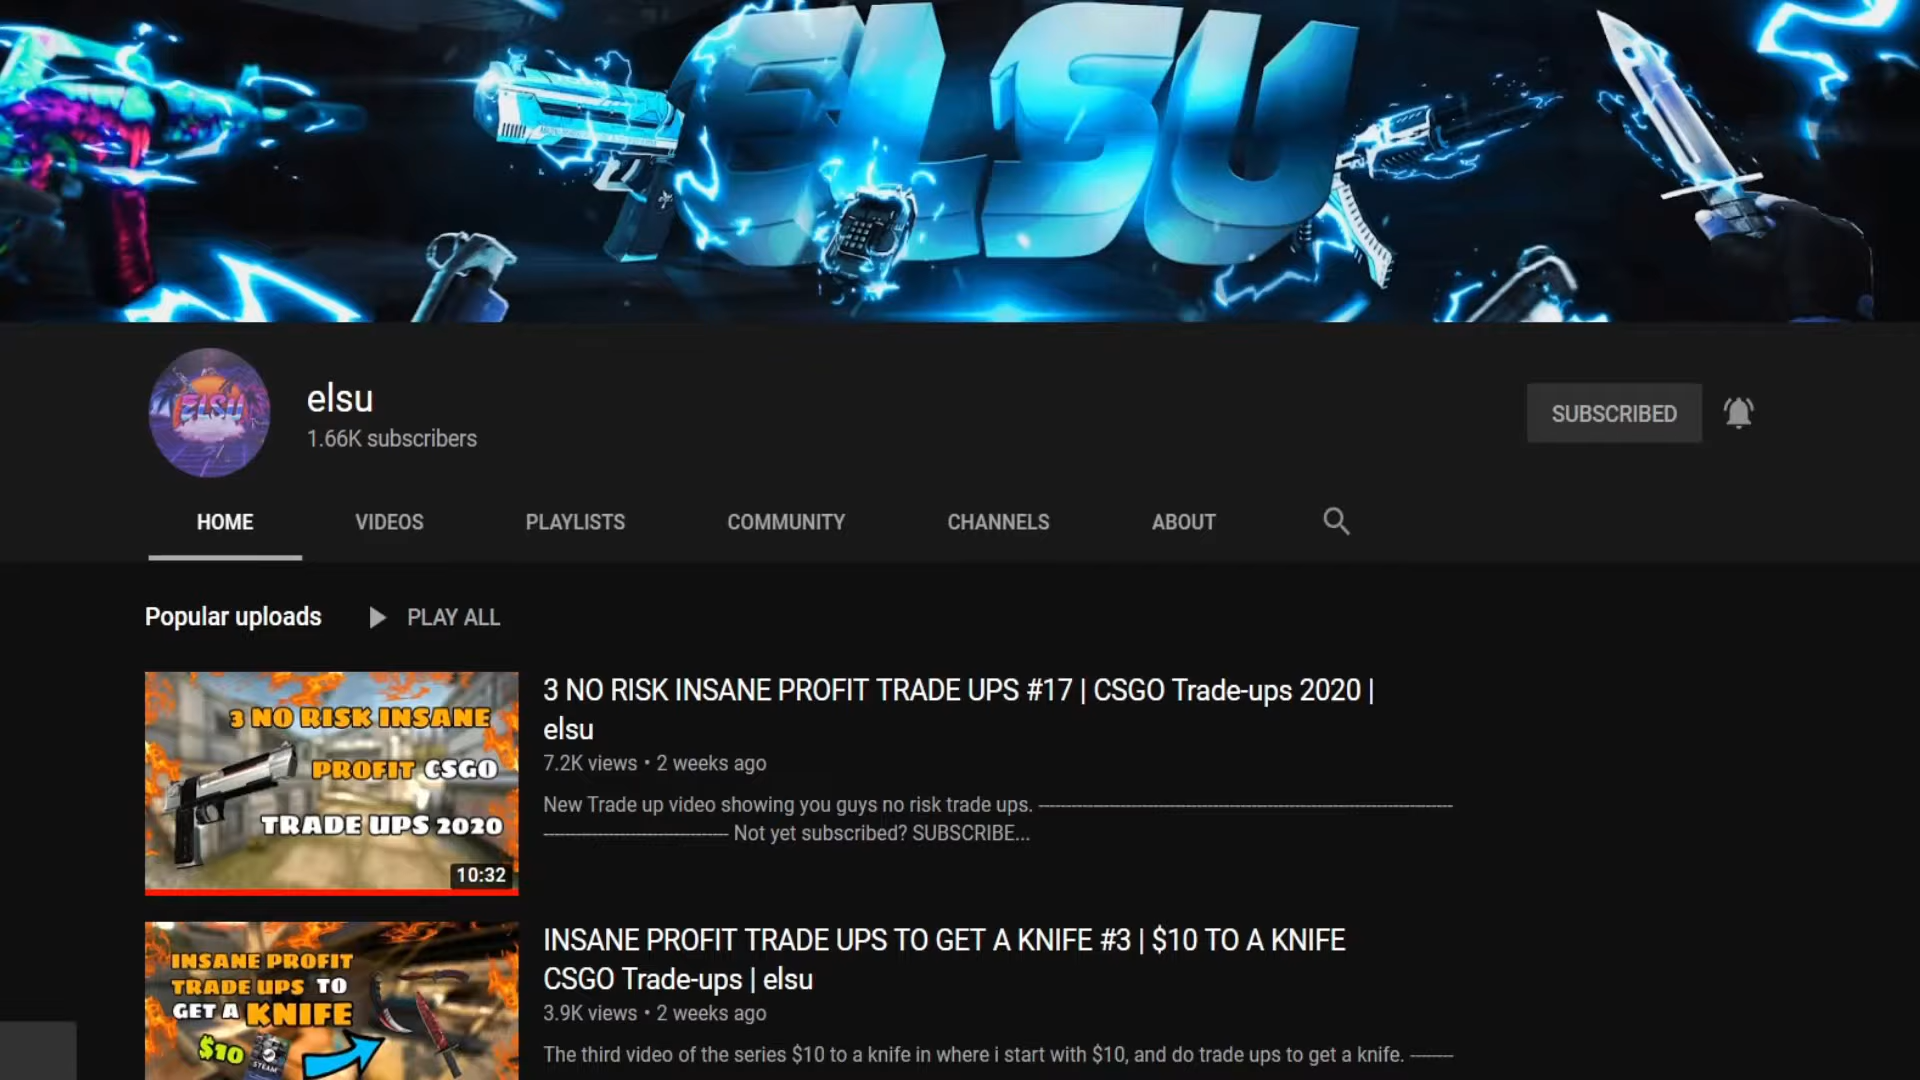 ELSU
ELSU
elsu
1.66K subscribers
SUBSCRIBED
HOME VIDEOS PLAYLISTS COMMUNITY CHANNELS ABOUT
Popular uploads PLAY ALL
3 NO RISK INSANE
PROFIT CSGO
TRADE UPS 2020
10:32
3 NO RISK INSANE PROFIT TRADE UPS #17 | CSGO Trade-ups 2020 |
elsu
7.2K views • 2 weeks ago
New Trade up video showing you guys no risk trade ups. -----------------------------------------------------------------------
-------------------------------- Not yet subscribed? SUBSCRIBE...
INSANE PROFIT
TRADE UPS TO
GET A KNIFE
$10
STEAM
INSANE PROFIT TRADE UPS TO GET A KNIFE #3 | $10 TO A KNIFE
CSGO Trade-ups | elsu
3.9K views • 2 weeks ago
The third video of the series $10 to a knife in where i start with $10, and do trade ups to get a knife. --------